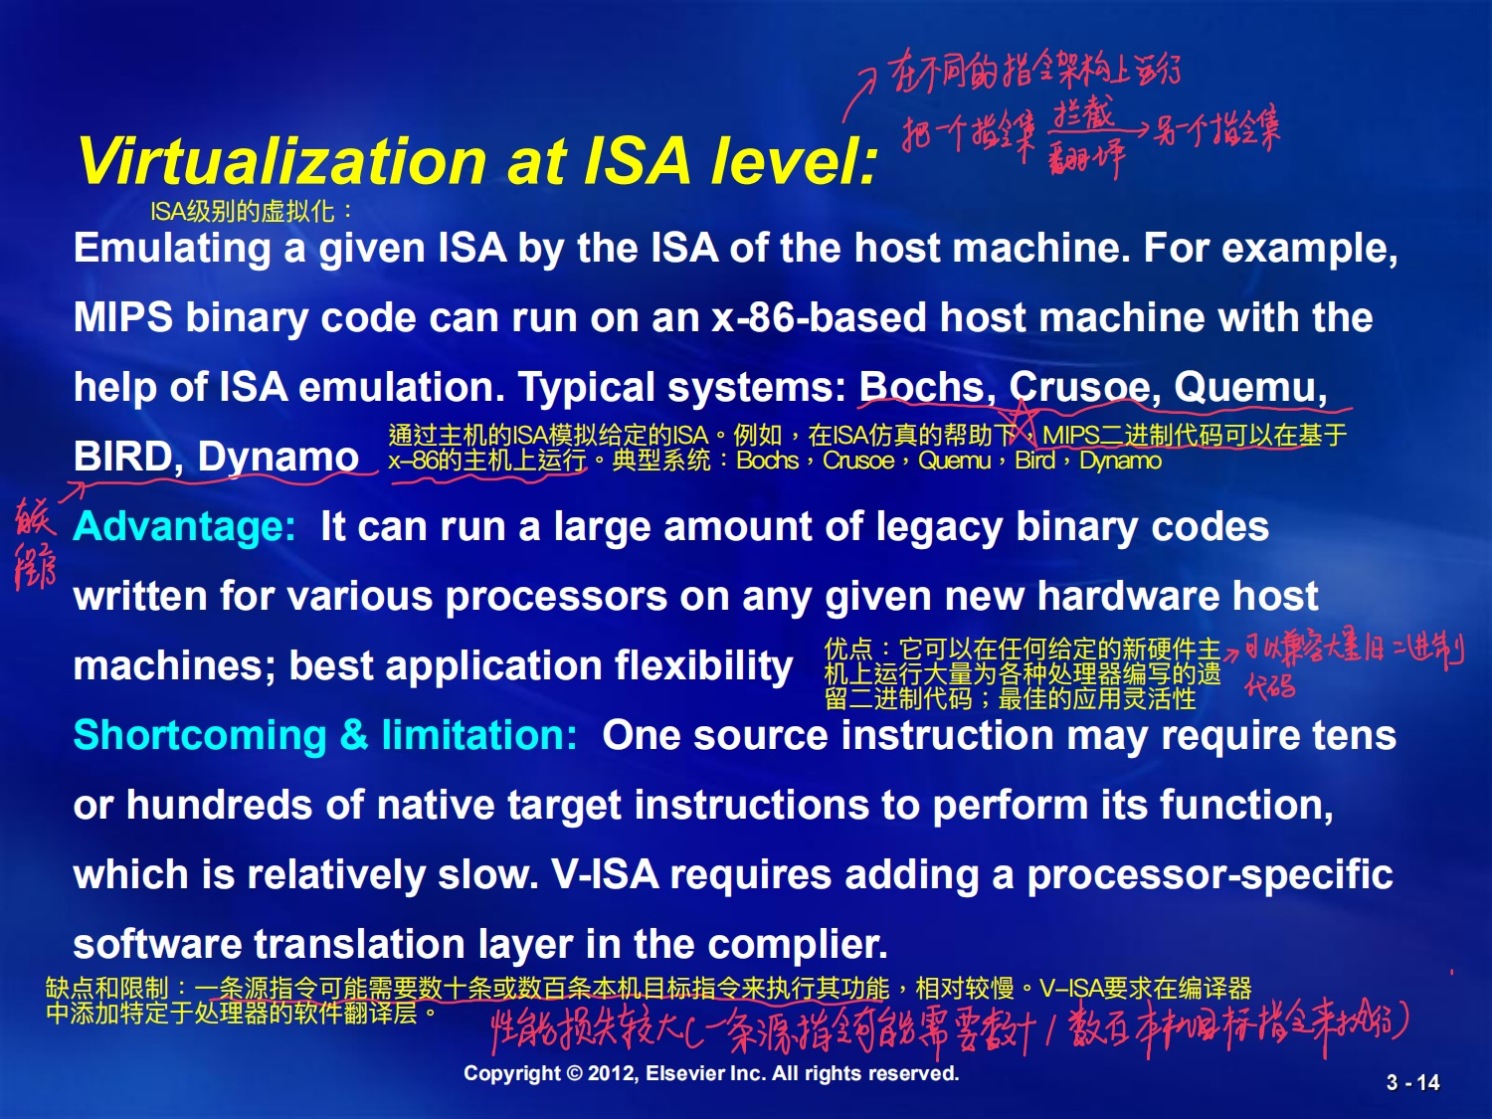 在不同的指令架构上运行
把一个指令集 拦截 翻译 → 另一个指令集
Virtualization at ISA level:
ISA级别的虚拟化：
Emulating a given ISA by the ISA of the host machine. For example,
MIPS binary code can run on an x-86-based host machine with the
help of ISA emulation. Typical systems: Bochs, Crusoe, Quemu,
BIRD, Dynamo
通过主机的ISA模拟给定的ISA。例如，在ISA仿真的帮助下，MIPS二进制代码可以在基于
x-86的主机上运行。典型系统：Bochs，Crusoe，Quemu，Bird，Dynamo
程序
Advantage: It can run a large amount of legacy binary codes
written for various processors on any given new hardware host
machines; best application flexibility
优点：它可以在任何给定的新硬件主
机上运行大量为各种处理器编写的遗
留二进制代码；最佳的应用灵活性
可以兼容大量旧二进制
代码
Shortcoming & limitation: One source instruction may require tens
or hundreds of native target instructions to perform its function,
which is relatively slow. V-ISA requires adding a processor-specific
software translation layer in the complier.
缺点和限制：一条源指令可能需要数十条或数百条本机目标指令来执行其功能，相对较慢。V-ISA要求在编译器
中添加特定于处理器的软件翻译层。
性能损失较大(一条源指令可能需要数十/数百本机目标指令来执行)
Copyright © 2012, Elsevier Inc. All rights reserved.
3 - 14